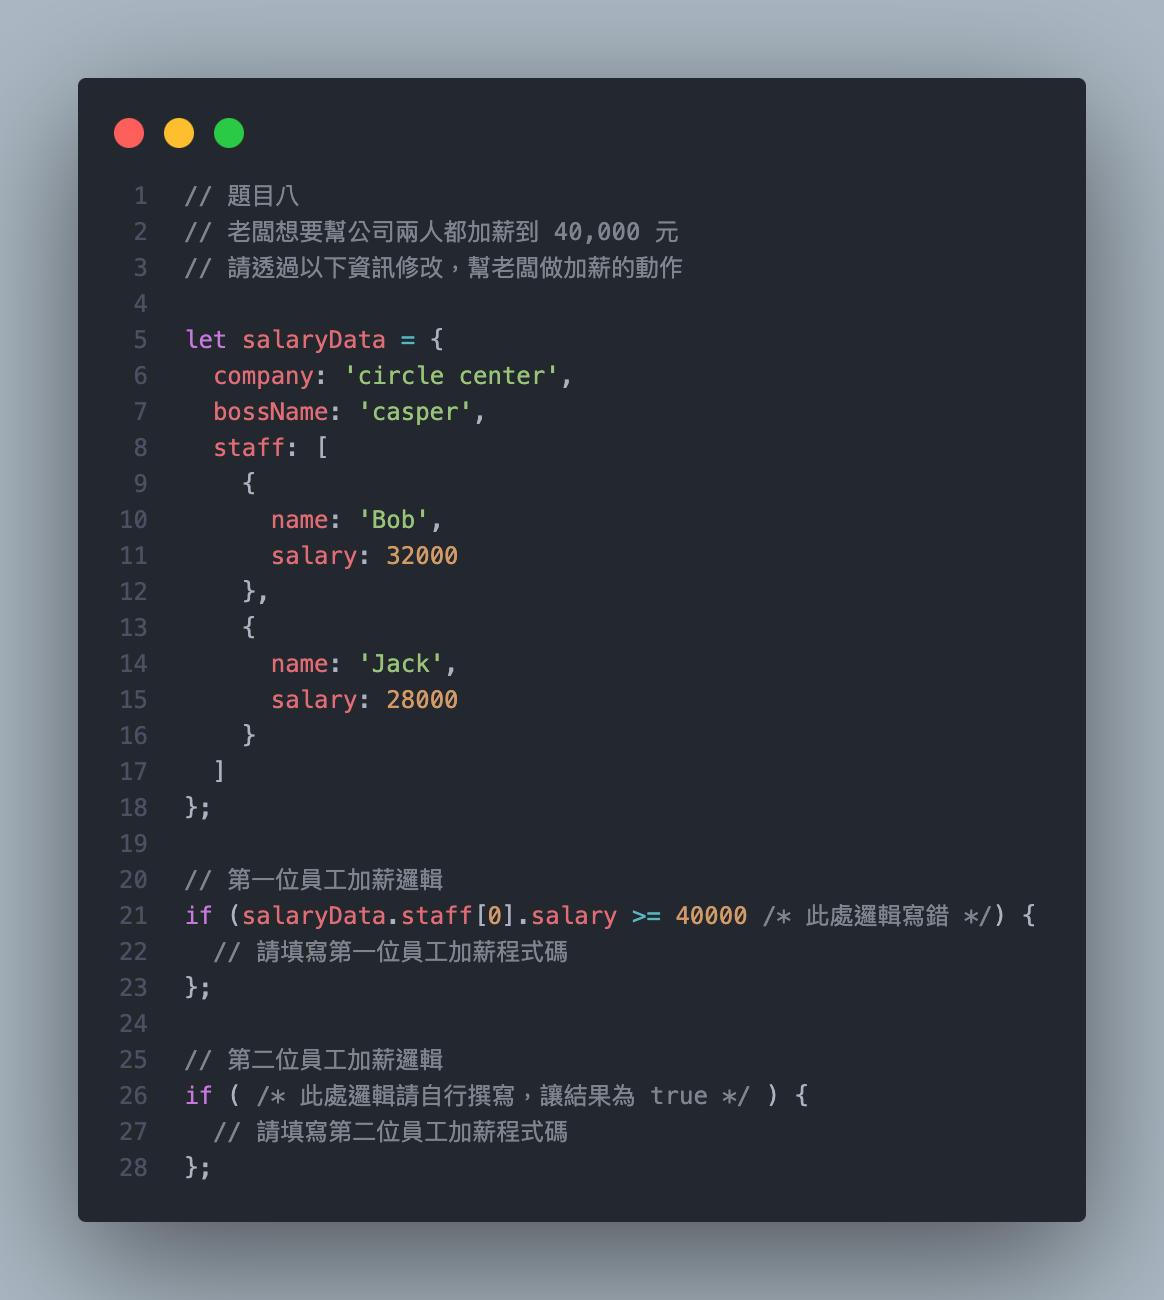 1 // 題目八
2 // 老闆想要幫公司兩人都加薪到 40,000 元
3 // 請透過以下資訊修改，幫老闆做加薪的動作
4
5 let salaryData = {
6   company: 'circle center',
7   bossName: 'casper',
8   staff: [
9     {
10       name: 'Bob',
11       salary: 32000
12     },
13     {
14       name: 'Jack',
15       salary: 28000
16     }
17   ]
18 };
19
20 // 第一位員工加薪邏輯
21 if (salaryData.staff[0].salary >= 40000 /* 此處邏輯寫錯 */) {
22   // 請填寫第一位員工加薪程式碼
23 };
24
25 // 第二位員工加薪邏輯
26 if ( /* 此處邏輯請自行撰寫，讓結果為 true */ ) {
27   // 請填寫第二位員工加薪程式碼
28 };